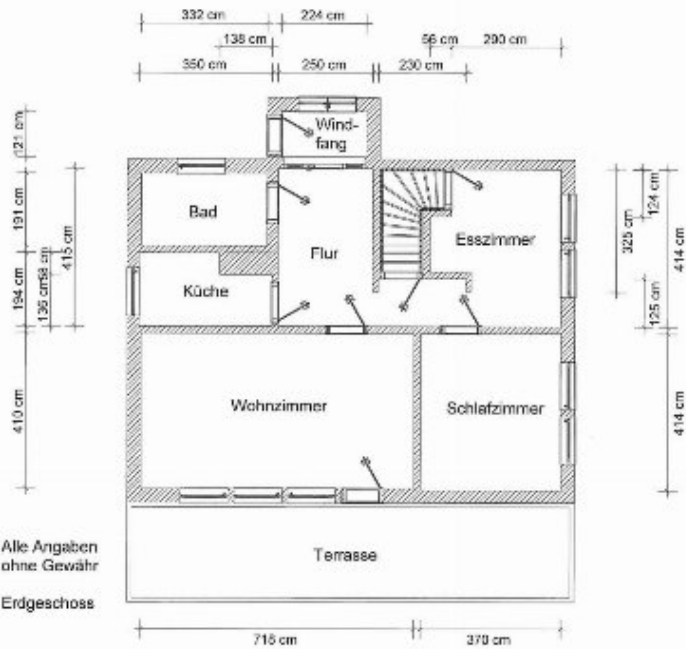 332 cm
224 cm
138 cm
56 cm
290 cm
350 cm
250 cm
230 cm
121 cm
Wind-
fang
191 cm
415 cm
Bad
Flur
Esszimmer
124 cm
325 cm
414 cm
194 cm
136 cm
58 cm
Küche
125 cm
410 cm
Wohnzimmer
Schlafzimmer
414 cm
Alle Angaben
ohne Gewähr
Terrasse
Erdgeschoss
370 cm